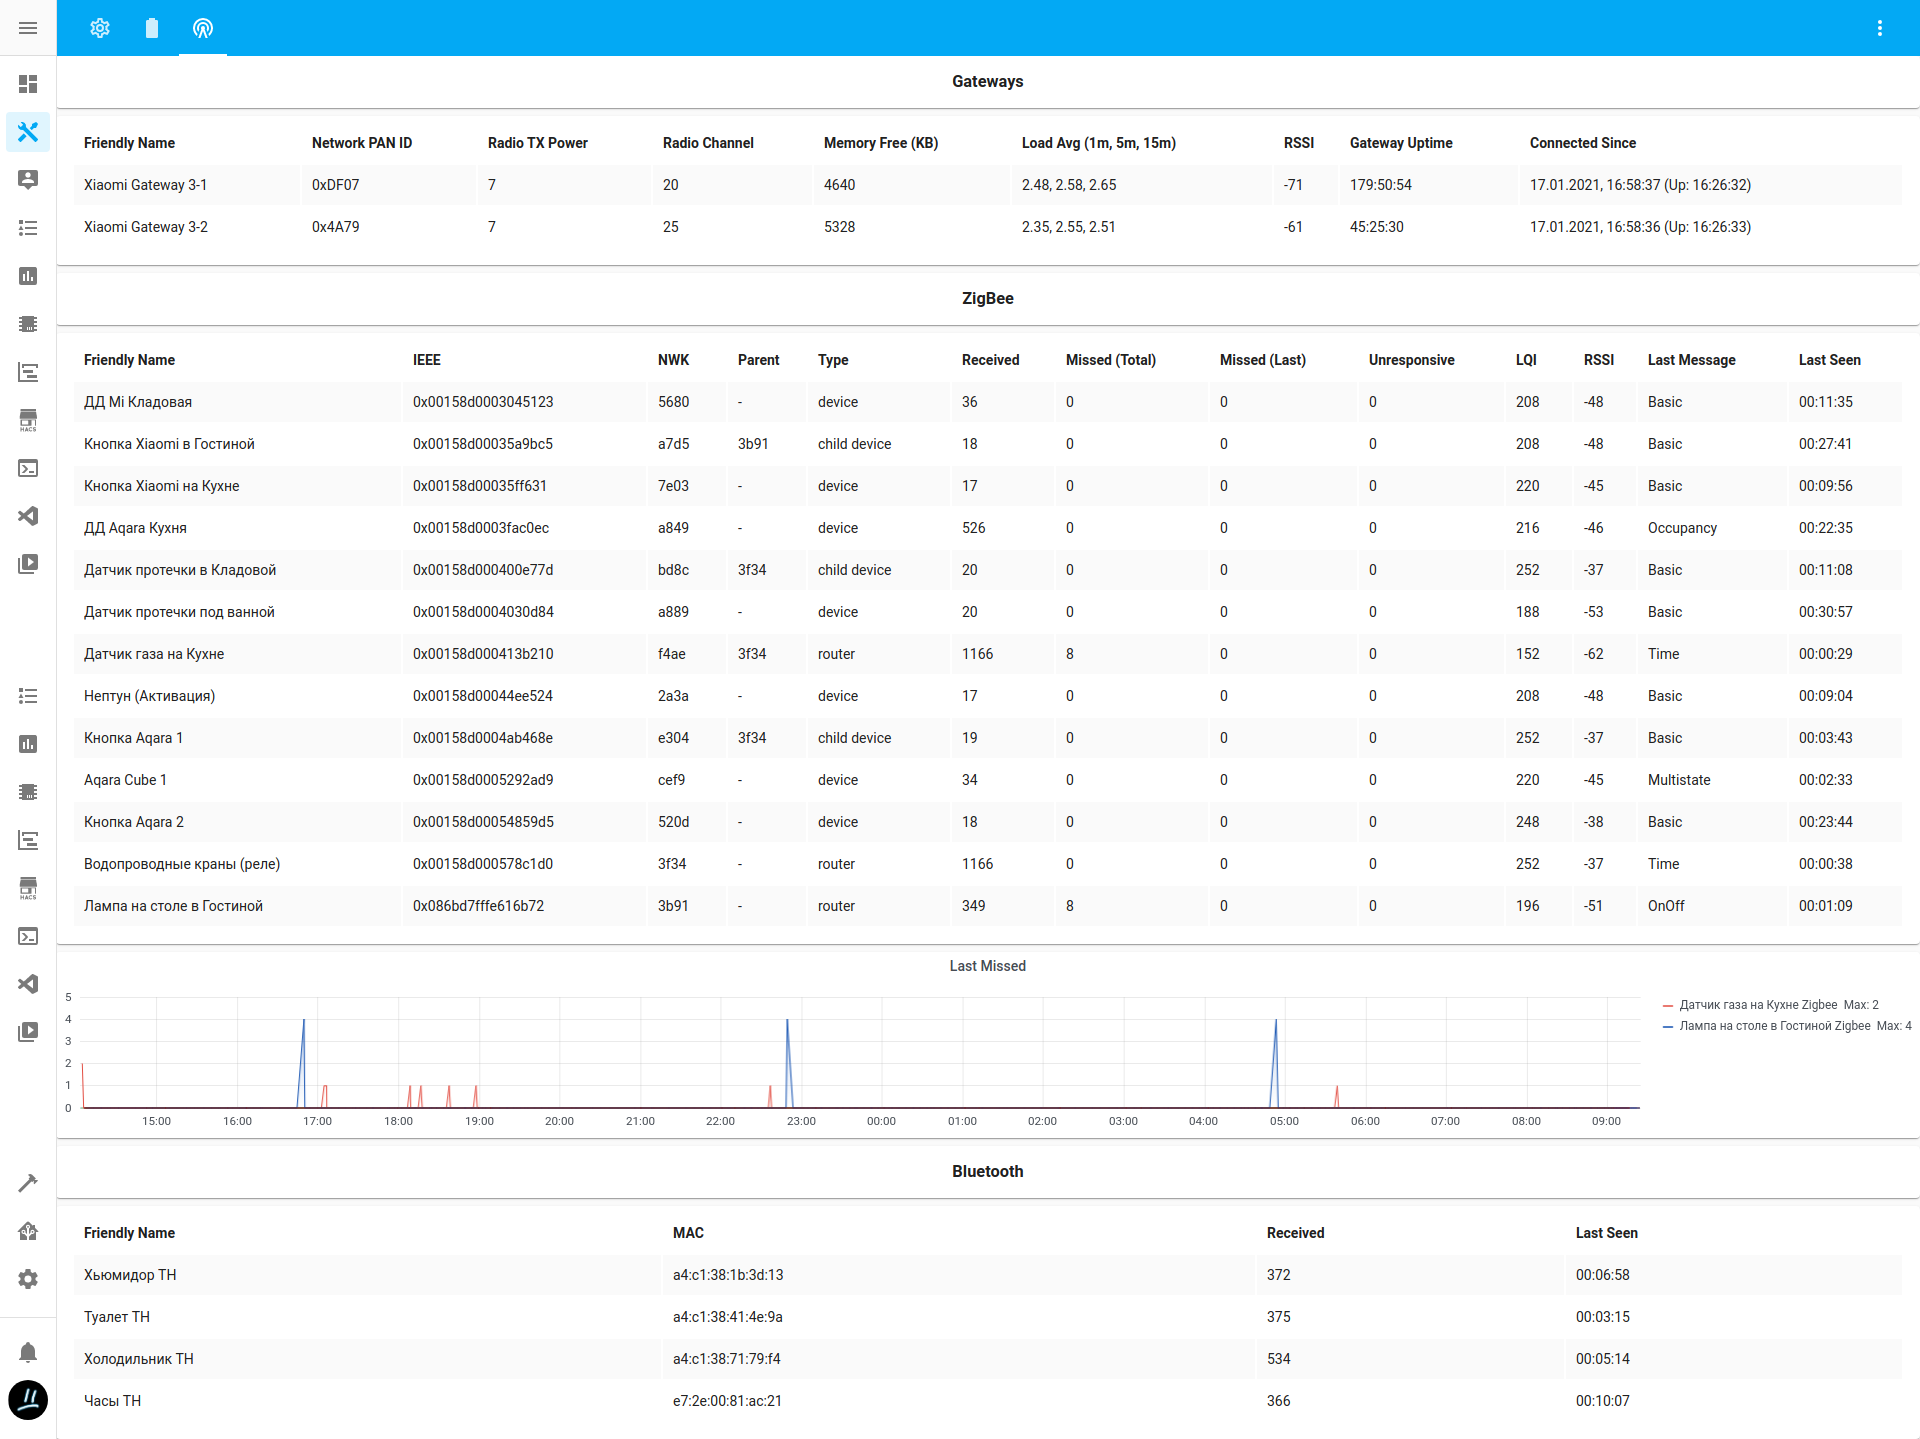 Gateways
Friendly Name Network PAN ID Radio TX Power Radio Channel Memory Free (KB) Load Avg (1m, 5m, 15m) RSSI Gateway Uptime Connected Since
Xiaomi Gateway 3-1 0xDF07 7 20 4640 2.48, 2.58, 2.65 -71 179:50:54 17.01.2021, 16:58:37 (Up: 16:26:32)
Xiaomi Gateway 3-2 0x4A79 7 25 5328 2.35, 2.55, 2.51 -61 45:25:30 17.01.2021, 16:58:36 (Up: 16:26:33)
ZigBee
Friendly Name IEEE NWK Parent Type Received Missed (Total) Missed (Last) Unresponsive LQI RSSI Last Message Last Seen
ДД Mi Кладовая 0x00158d0003045123 5680 - device 36 0 0 0 208 -48 Basic 00:11:35
Кнопка Xiaomi в Гостиной 0x00158d00035a9bc5 a7d5 3b91 child device 18 0 0 0 208 -48 Basic 00:27:41
Кнопка Xiaomi на Кухне 0x00158d00035ff631 7e03 - device 17 0 0 0 220 -45 Basic 00:09:56
ДД Aqara Кухня 0x00158d0003fac0ec a849 - device 526 0 0 0 216 -46 Occupancy 00:22:35
Датчик протечки в Кладовой 0x00158d000400e77d bd8c 3f34 child device 20 0 0 0 252 -37 Basic 00:11:08
Датчик протечки под ванной 0x00158d0004030d84 a889 - device 20 0 0 0 188 -53 Basic 00:30:57
Датчик газа на Кухне 0x00158d000413b210 f4ae 3f34 router 1166 8 0 0 152 -62 Time 00:00:29
Нептун (Активация) 0x00158d00044ee524 2a3a - device 17 0 0 0 208 -48 Basic 00:09:04
Кнопка Aqara 1 0x00158d0004ab468e e304 3f34 child device 19 0 0 0 252 -37 Basic 00:03:43
Aqara Cube 1 0x00158d0005292ad9 cef9 - device 34 0 0 0 220 -45 Multistate 00:02:33
Кнопка Aqara 2 0x00158d00054859d5 520d - device 18 0 0 0 248 -38 Basic 00:23:44
Водопроводные краны (реле) 0x00158d000578c1d0 3f34 - router 1166 0 0 0 252 -37 Time 00:00:38
Лампа на столе в Гостиной 0x086bd7fffe616b72 3b91 - router 349 8 0 0 196 -51 OnOff 00:01:09
Last Missed
5
4
3
2
1
0
15:00 16:00 17:00 18:00 19:00 20:00 21:00 22:00 23:00 00:00 01:00 02:00 03:00 04:00 05:00 06:00 07:00 08:00 09:00
Датчик газа на Кухне Zigbee Max: 2
Лампа на столе в Гостиной Zigbee Max: 4
Bluetooth
Friendly Name MAC Received Last Seen
Хьюмидор TH a4:c1:38:1b:3d:13 372 00:06:58
Туалет TH a4:c1:38:41:4e:9a 375 00:03:15
Холодильник TH a4:c1:38:71:79:f4 534 00:05:14
Часы TH e7:2e:00:81:ac:21 366 00:10:07
HACS
HACS